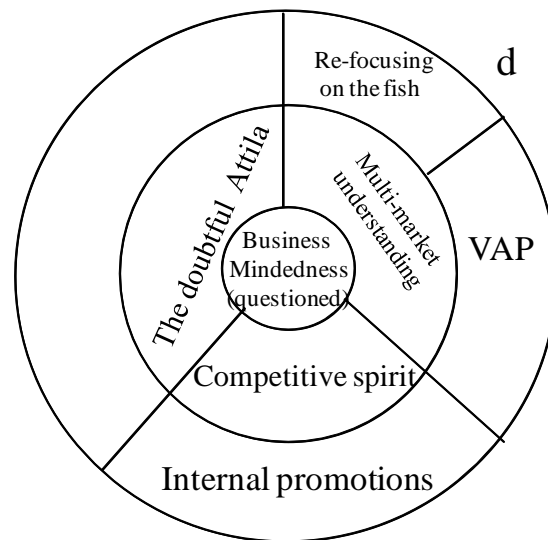 Re-focusing
on the fish
d
The doubtful Attila
Multi-market
understanding
VAP
Business
Mindedness
(questioned)
Competitive spirit
Internal promotions